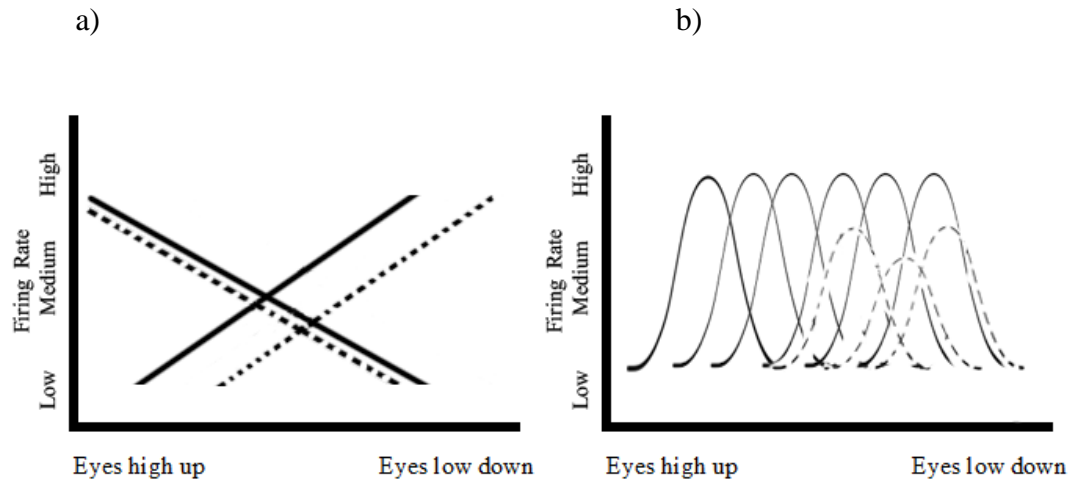 a)
b)
Firing Rate
Low Medium High
Eyes high up Eyes low down
Firing Rate
Low Medium High
Eyes high up Eyes low down